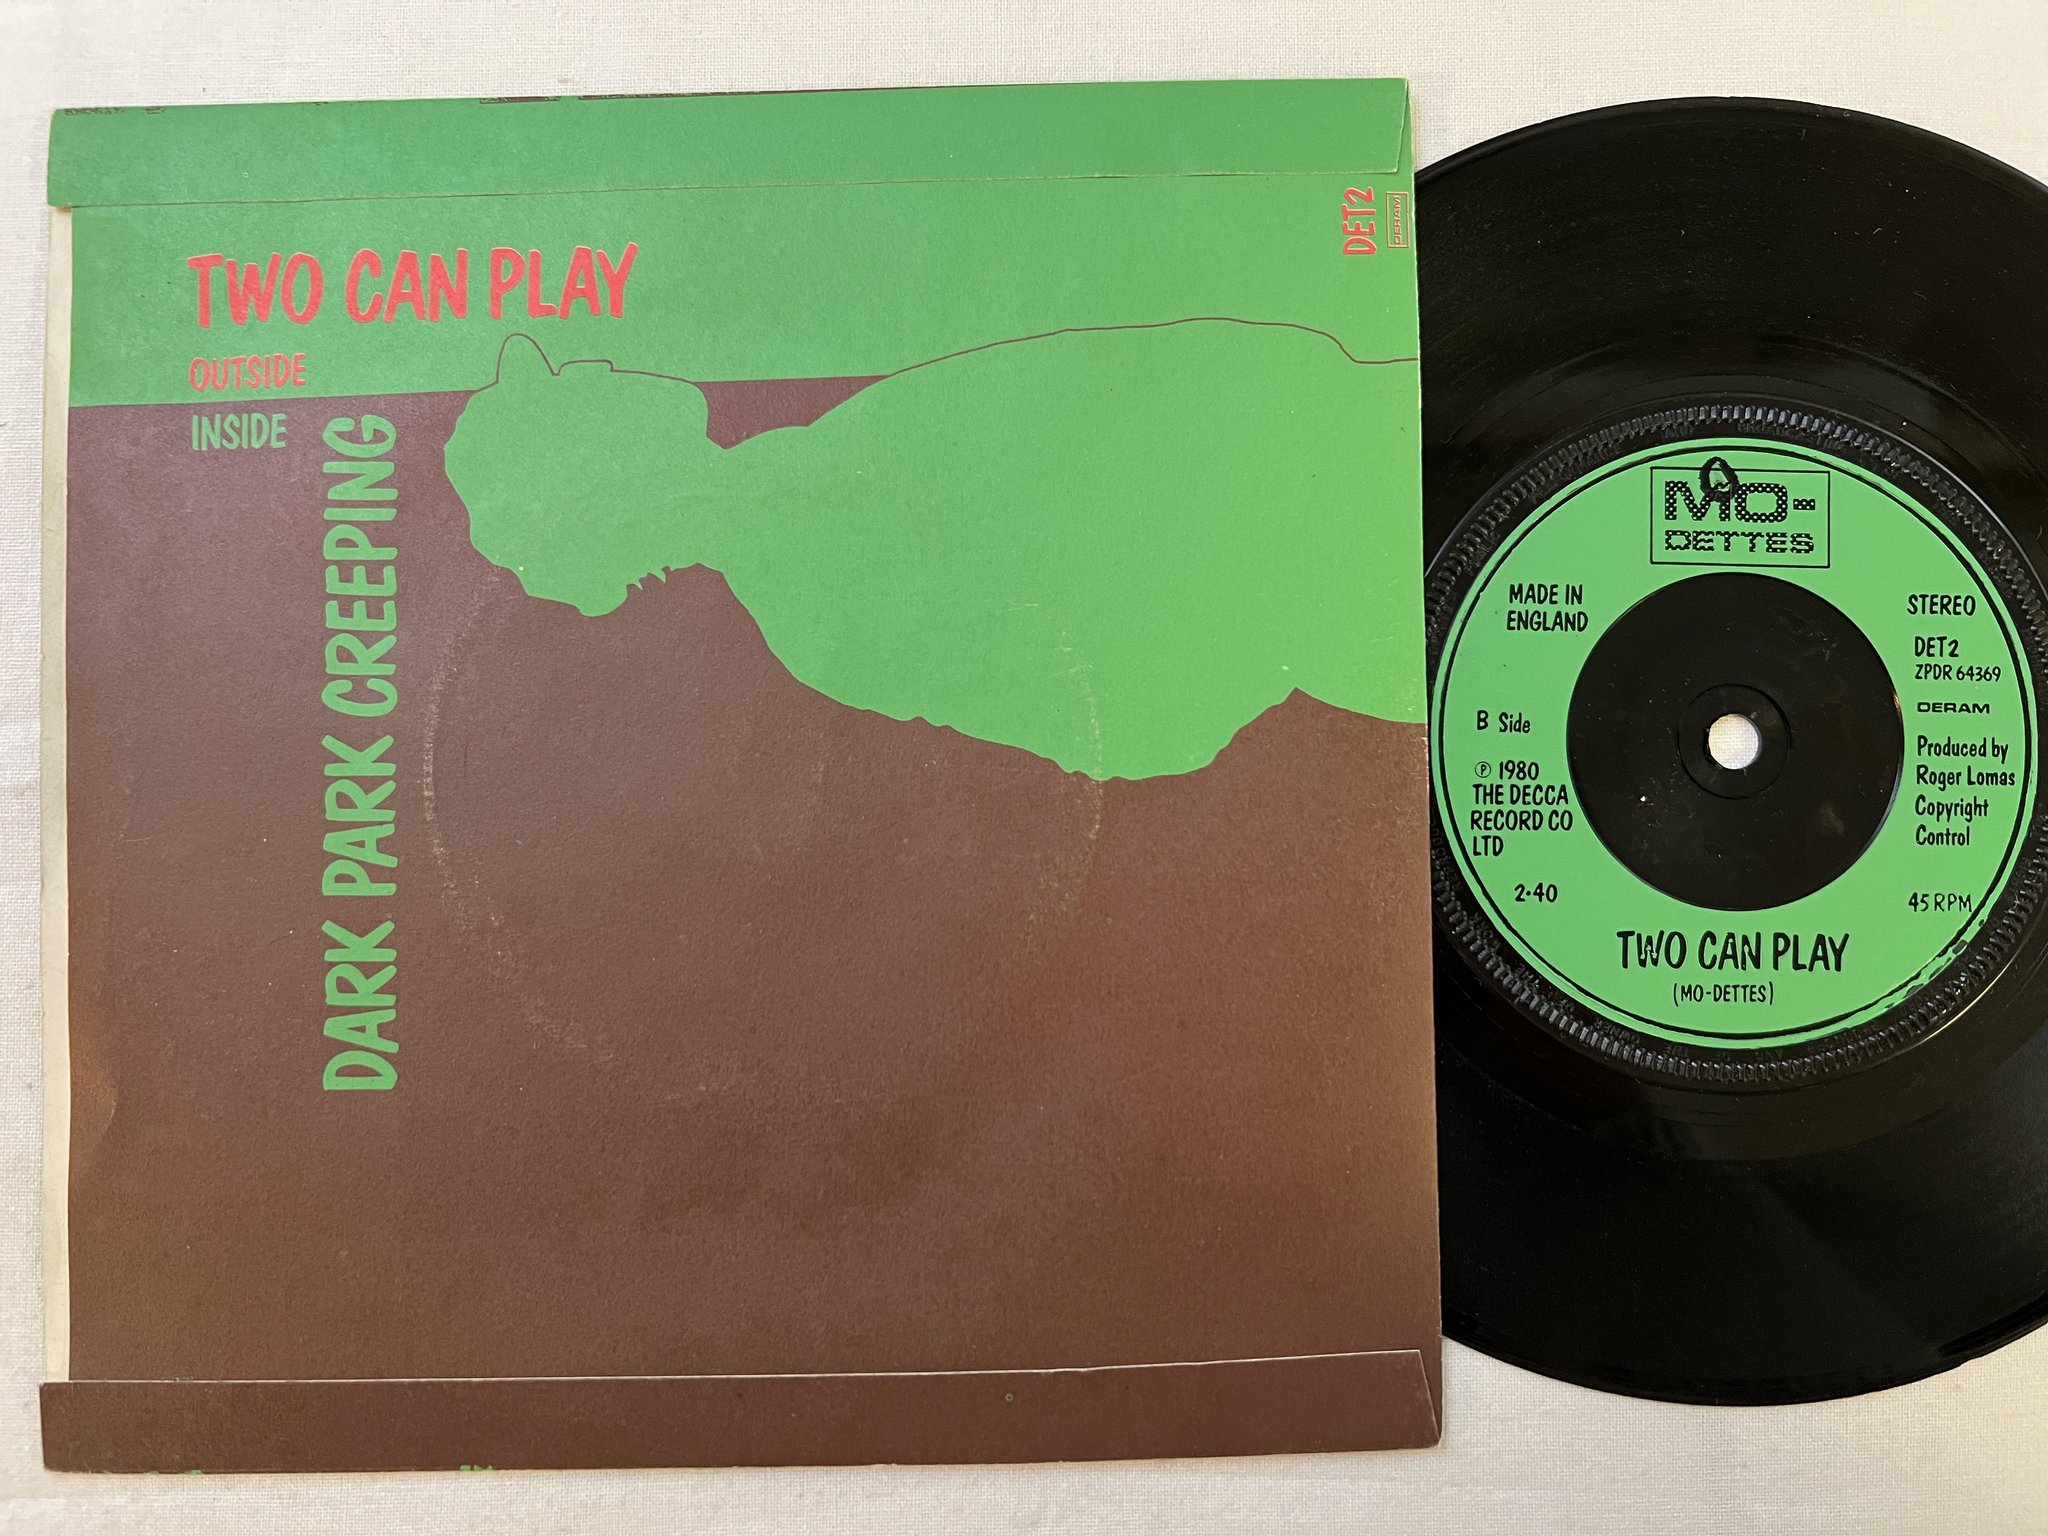 TWO CAN PLAY
OUTSIDE
INSIDE
DARK PARK CREEPING
DET2
DERAM
MO-
DETTES
MADE IN
ENGLAND
STEREO
DET2
ZPDR 64369
DERAM
B Side
Produced by
Roger Lomas
Copyright
Control
℗ 1980
THE DECCA
RECORD CO
LTD
2·40
45 RPM
TWO CAN PLAY
(MO-DETTES)